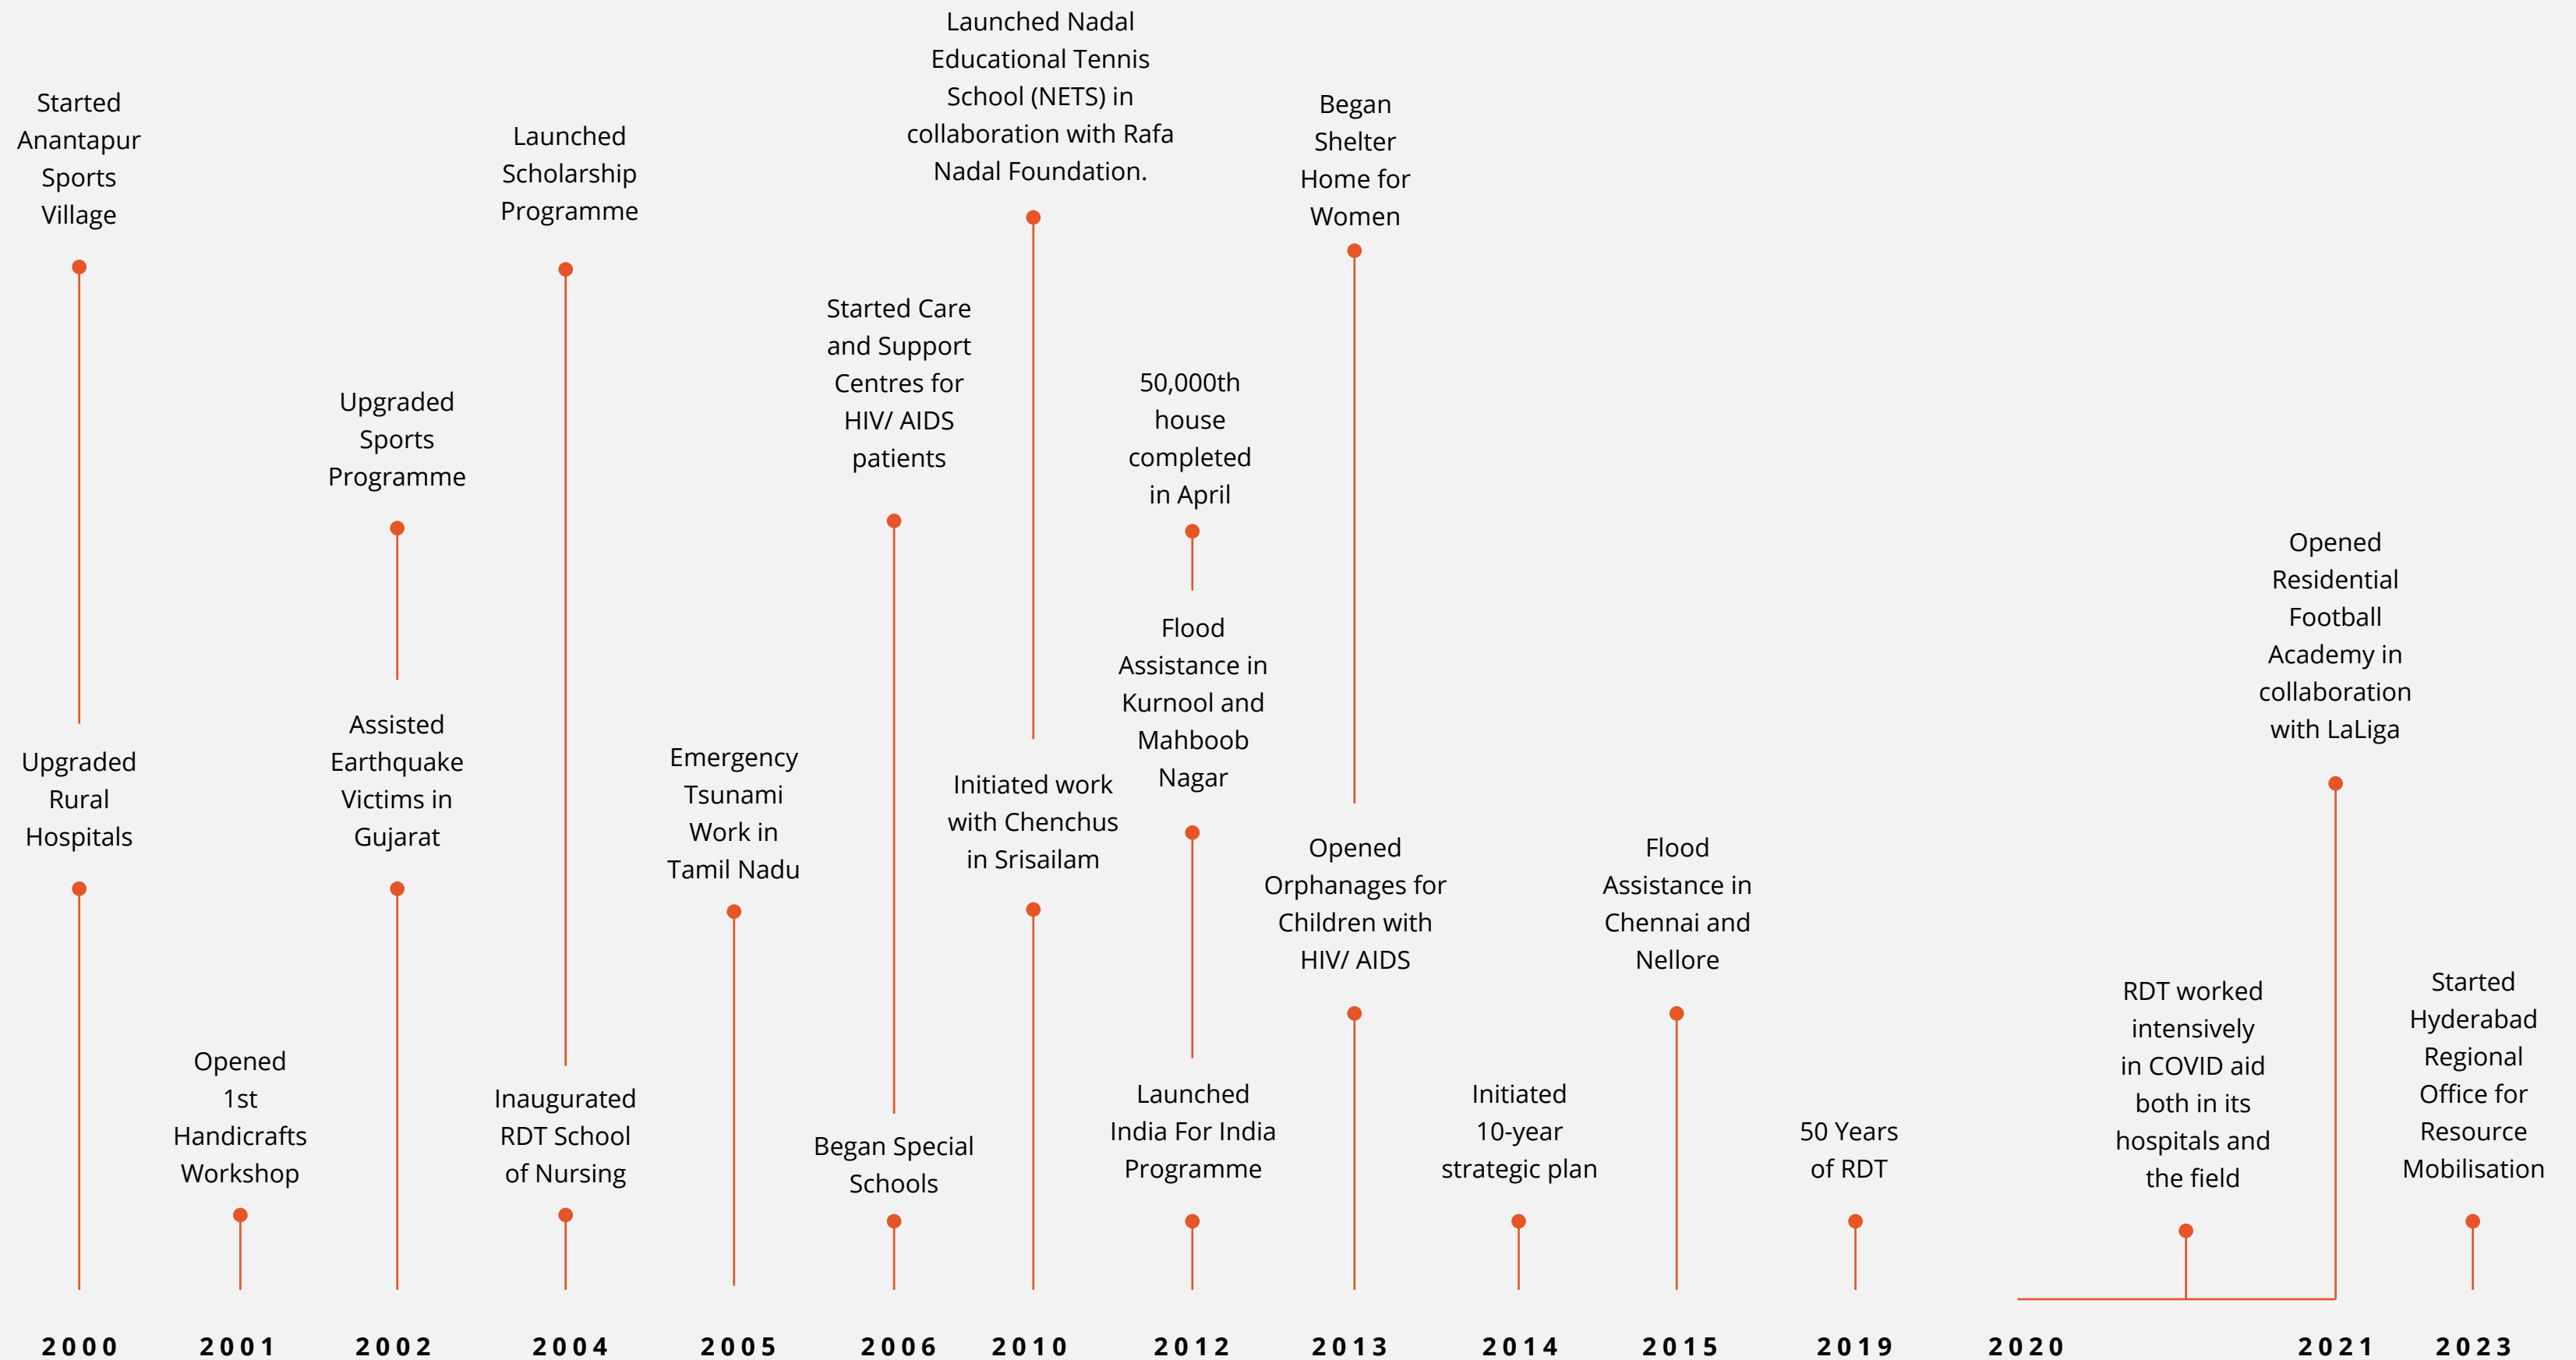 Started
Anantapur
Sports
Village
Upgraded
Rural
Hospitals
2000
Opened
1st
Handicrafts
Workshop
2001
Upgraded
Sports
Programme
Assisted
Earthquake
Victims in
Gujarat
2002
Launched
Scholarship
Programme
Inaugurated
RDT School
of Nursing
2004
Emergency
Tsunami
Work in
Tamil Nadu
2005
Started Care
and Support
Centres for
HIV/ AIDS
patients
Began Special
Schools
2006
Launched Nadal
Educational Tennis
School (NETS) in
collaboration with Rafa
Nadal Foundation.
Initiated work
with Chenchus
in Srisailam
2010
50,000th
house
completed
in April
Flood
Assistance in
Kurnool and
Mahboob
Nagar
Launched
India For India
Programme
2012
Began
Shelter
Home for
Women
Opened
Orphanages for
Children with
HIV/ AIDS
2013
Initiated
10-year
strategic plan
2014
Flood
Assistance in
Chennai and
Nellore
2015
50 Years
of RDT
2019
2020
RDT worked
intensively
in COVID aid
both in its
hospitals and
the field
Opened
Residential
Football
Academy in
collaboration
with LaLiga
2021
Started
Hyderabad
Regional
Office for
Resource
Mobilisation
2023